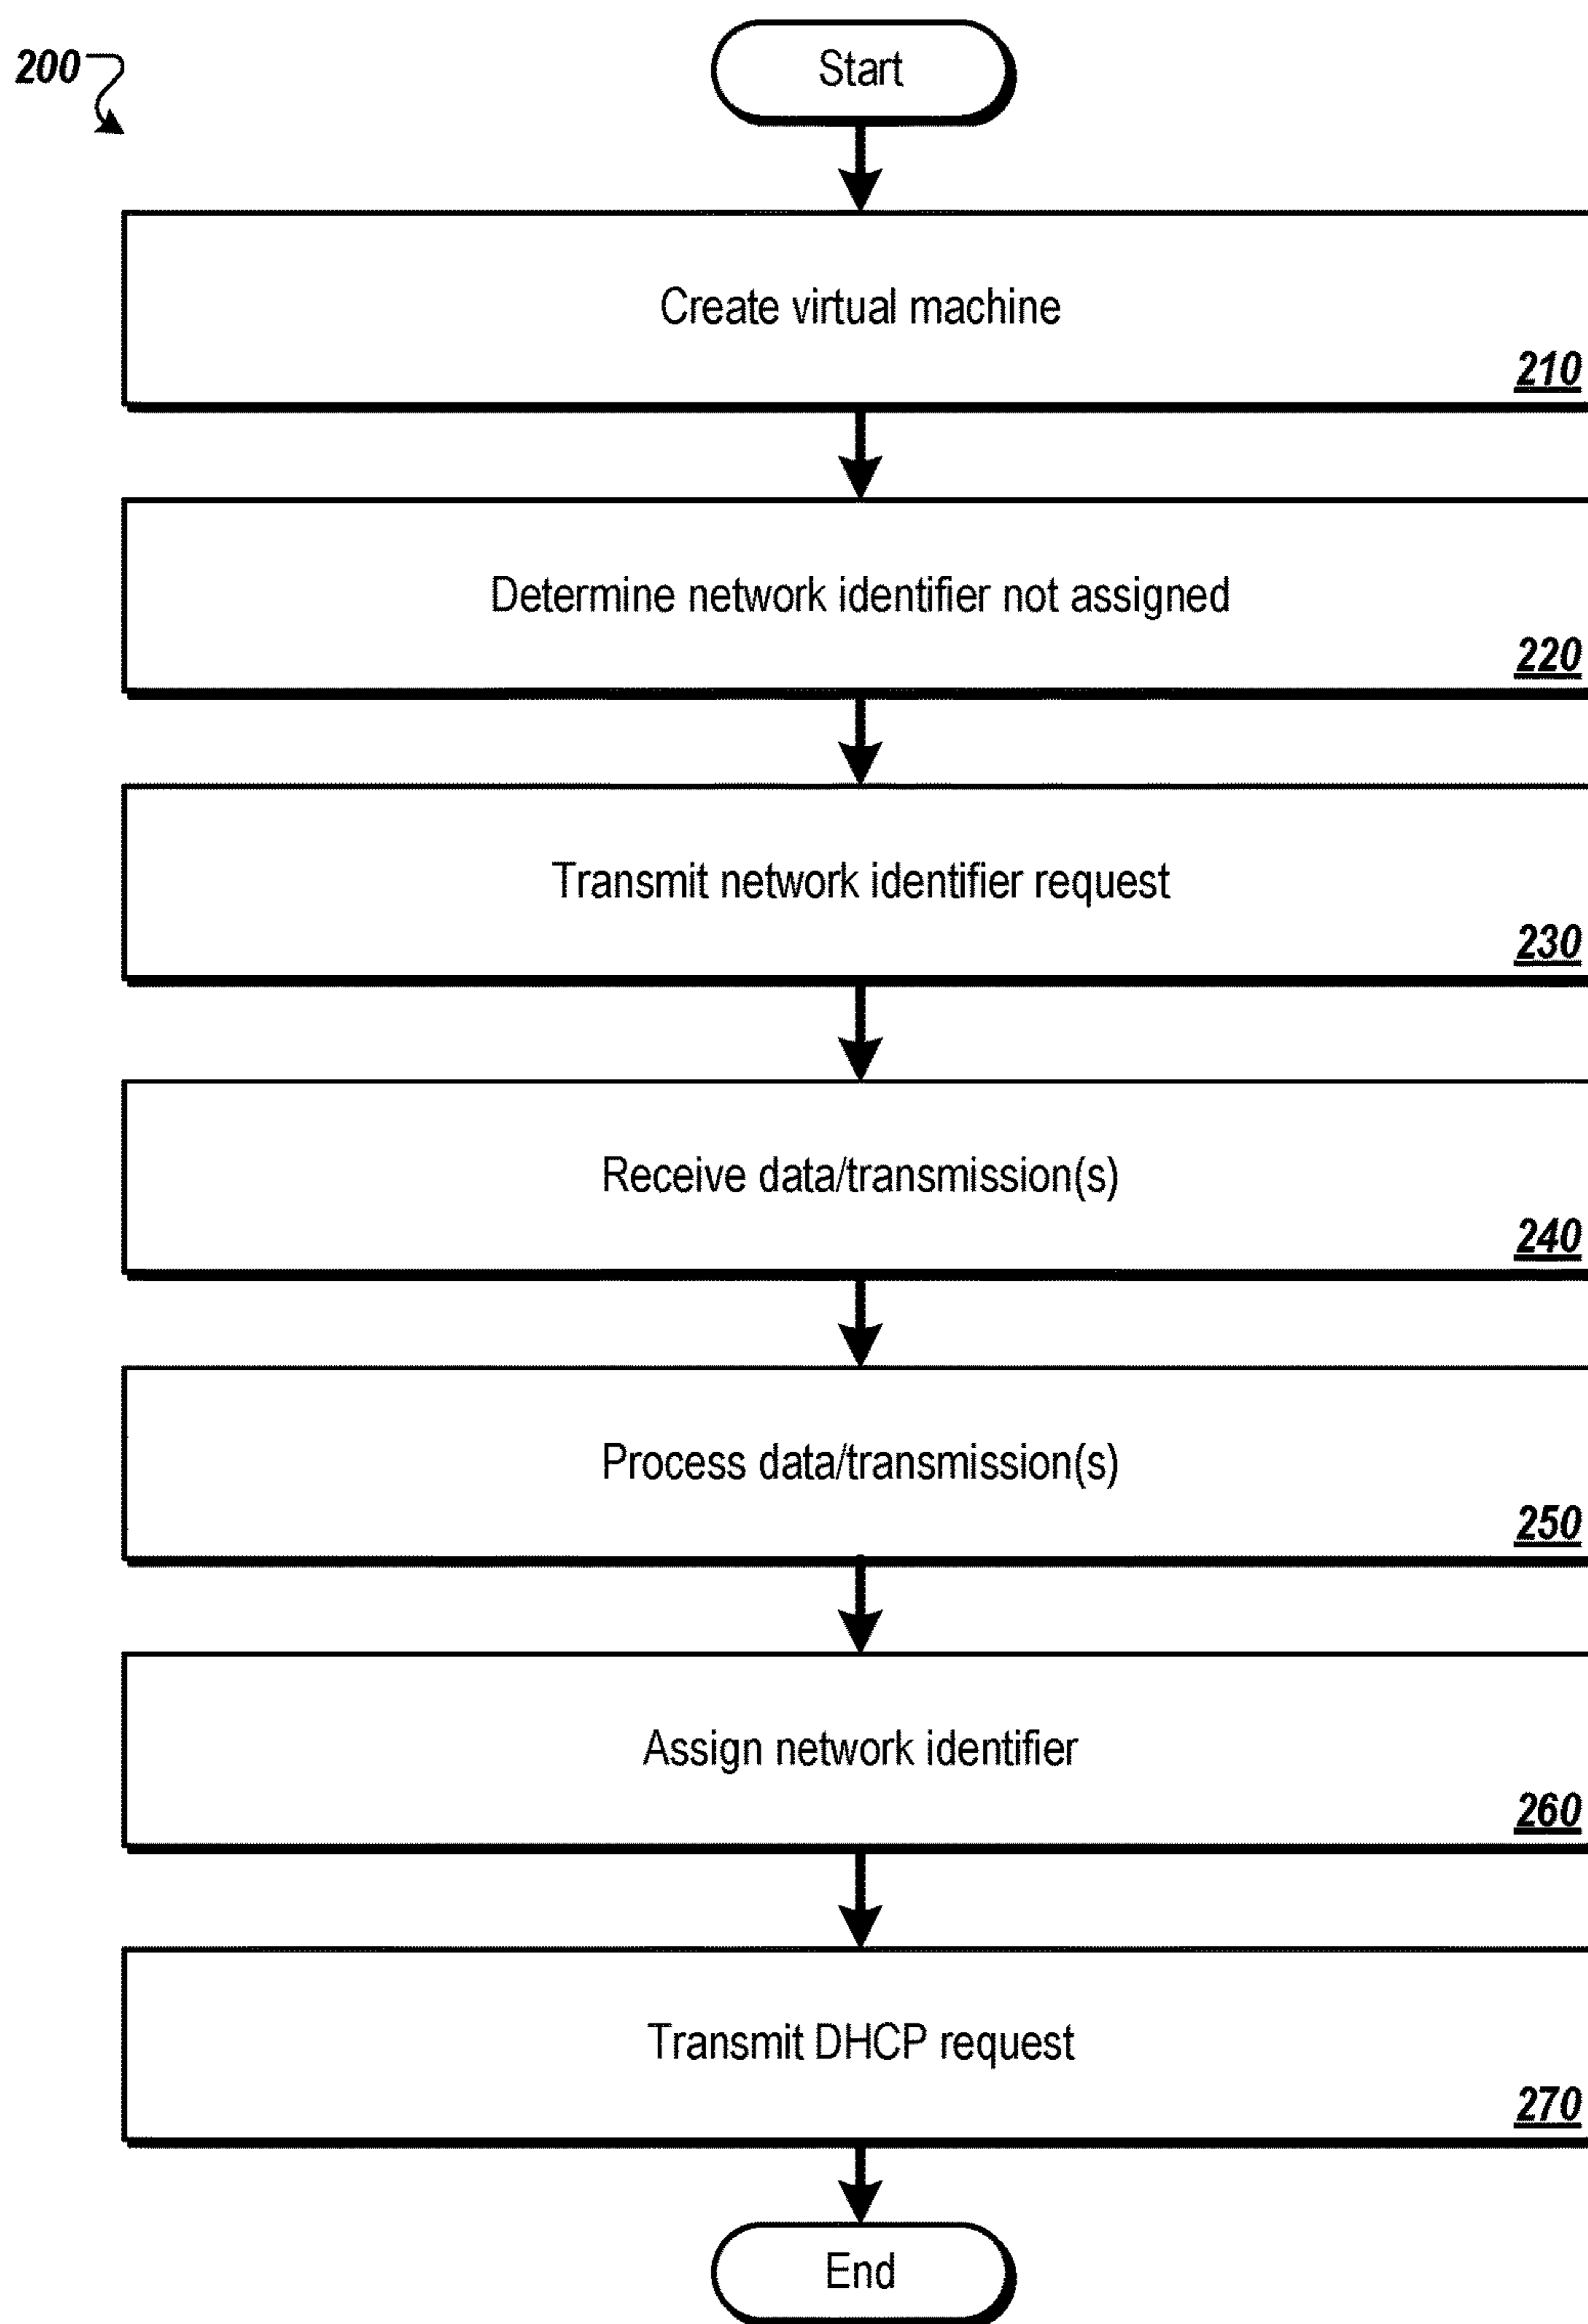 200
Start
Create virtual machine
210
Determine network identifier not assigned
220
Transmit network identifier request
230
Receive data/transmission(s)
240
Process data/transmission(s)
250
Assign network identifier
260
Transmit DHCP request
270
End